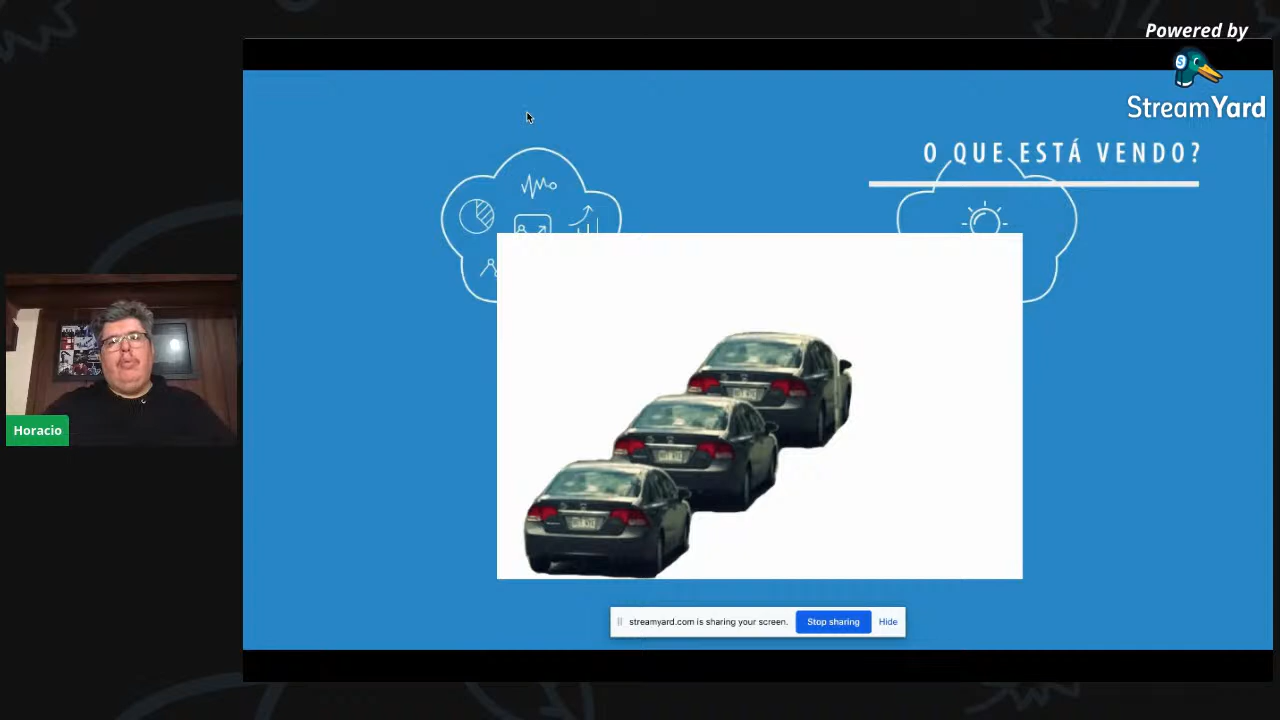 Powered by
StreamYard
O QUE ESTÁ VENDO?
Horacio
streamyard.com is sharing your screen.
Stop sharing
Hide